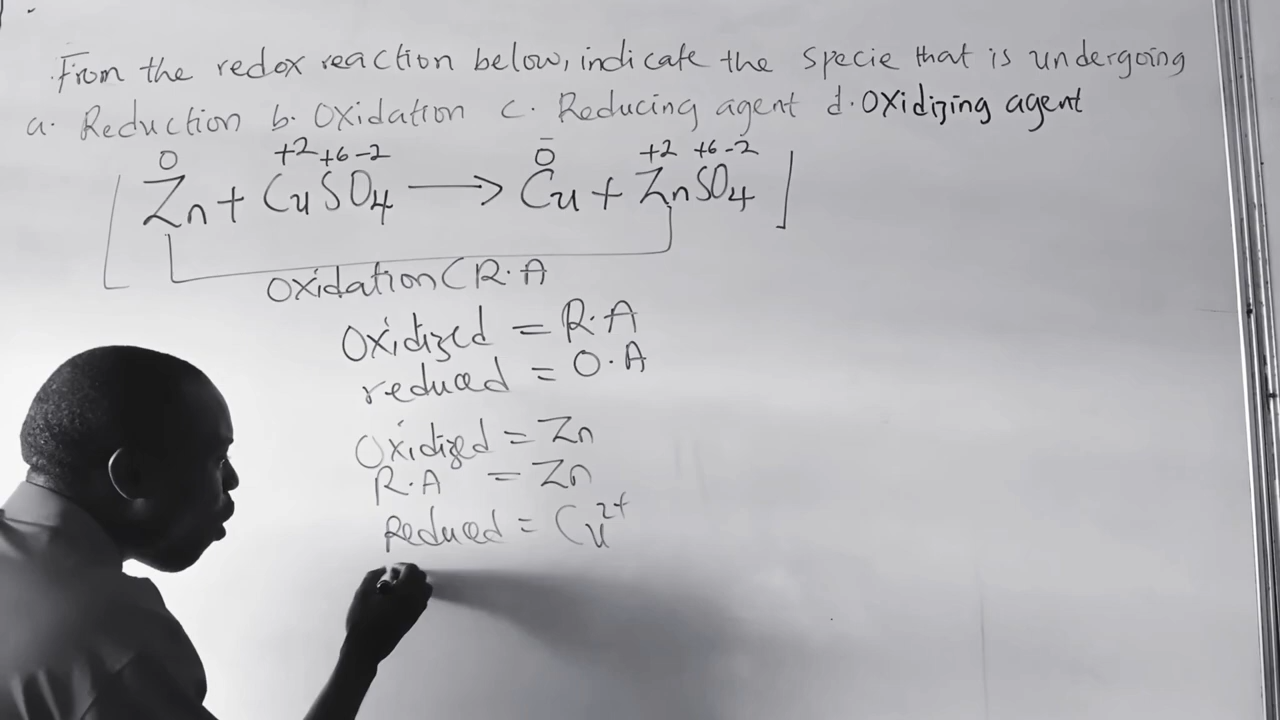 From the redox reaction below, indicate the specie that is undergoing
a. Reduction b. Oxidation c. Reducing agent d. Oxidizing agent
0 +2 +6 -2 0 +2 +6 -2
Zn + CuSO4 → Cu + ZnSO4
Oxidation (R.A
Oxidized = R.A
reduced = O.A
Oxidized = Zn
R.A = Zn
Reduced = Cu²⁺